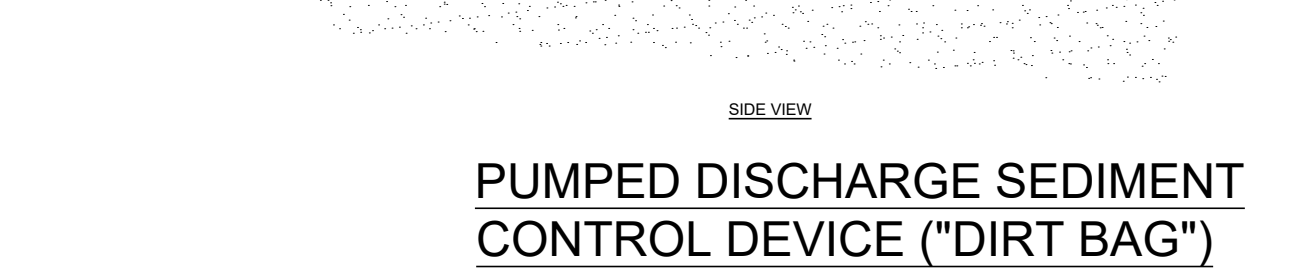 SIDE VIEW
PUMPED DISCHARGE SEDIMENT
CONTROL DEVICE ("DIRT BAG")